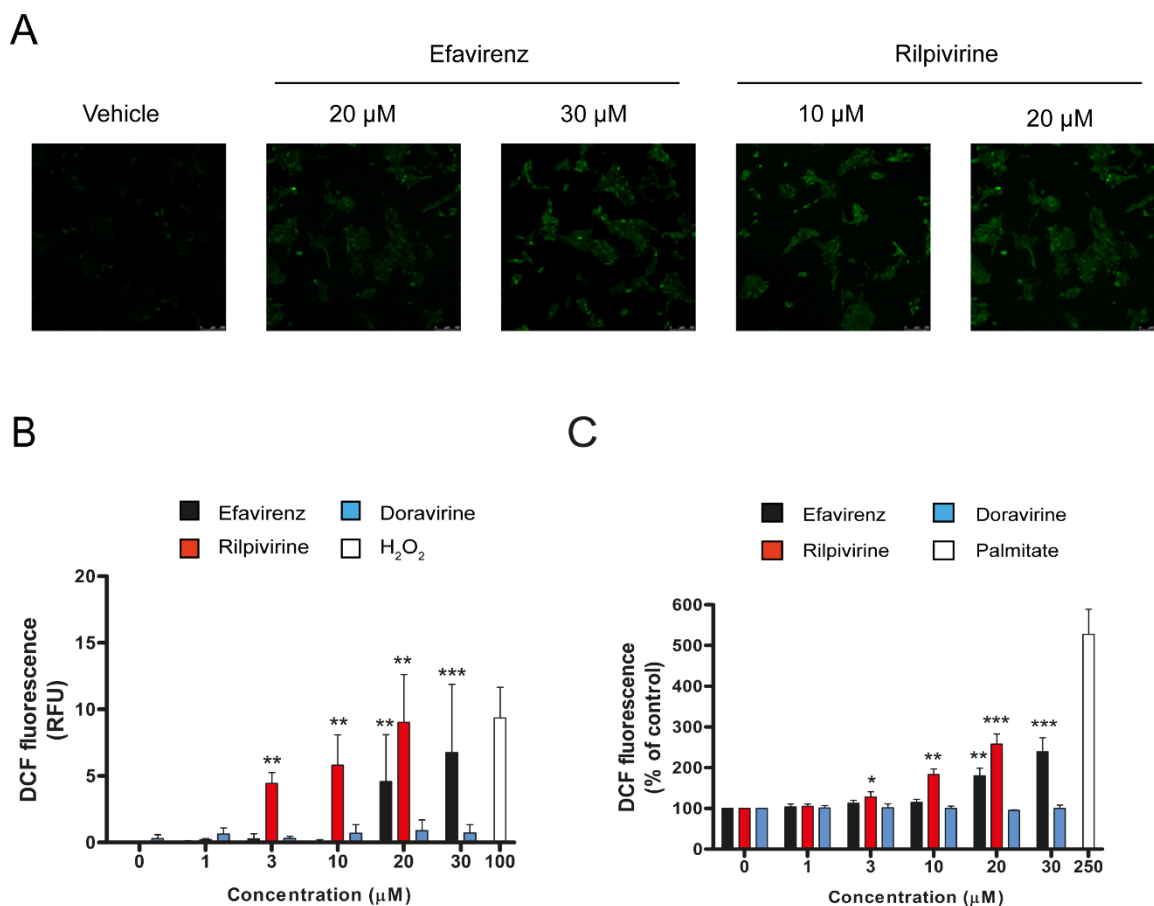 A
Efavirenz
Rilpivirine
Vehicle
20 µM
30 µM
10 µM
20 µM
B
Efavirenz
Doravirine
Rilpivirine
H₂O₂
DCF fluorescence
(RFU)
20
15
10
5
0
**
**
**
**
***
0 1 3 10 20 30 100
Concentration (µM)
C
Efavirenz
Doravirine
Rilpivirine
Palmitate
DCF fluorescence
(% of control)
600
500
400
300
200
100
0
*
**
**
***
***
0 1 3 10 20 30 250
Concentration (µM)